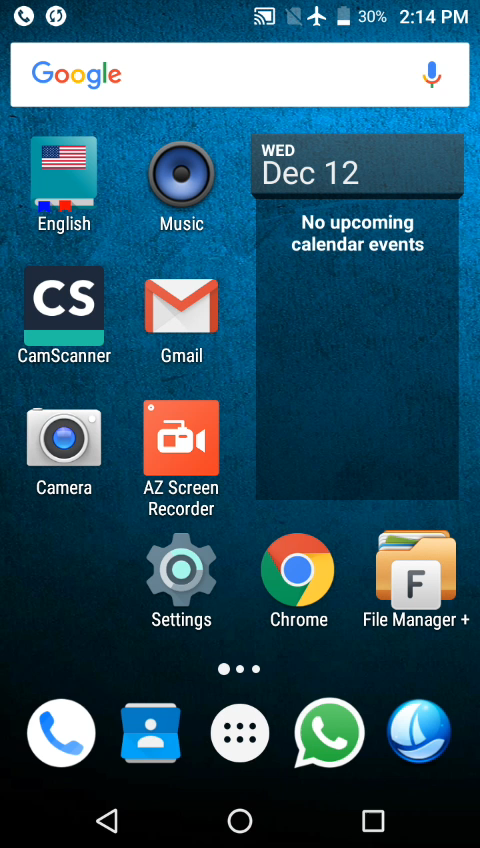 30% 2:14 PM
Google
WED
Dec 12
No upcoming
calendar events
English
Music
CS
CamScanner
Gmail
Camera
AZ Screen
Recorder
Settings
Chrome
F
File Manager +